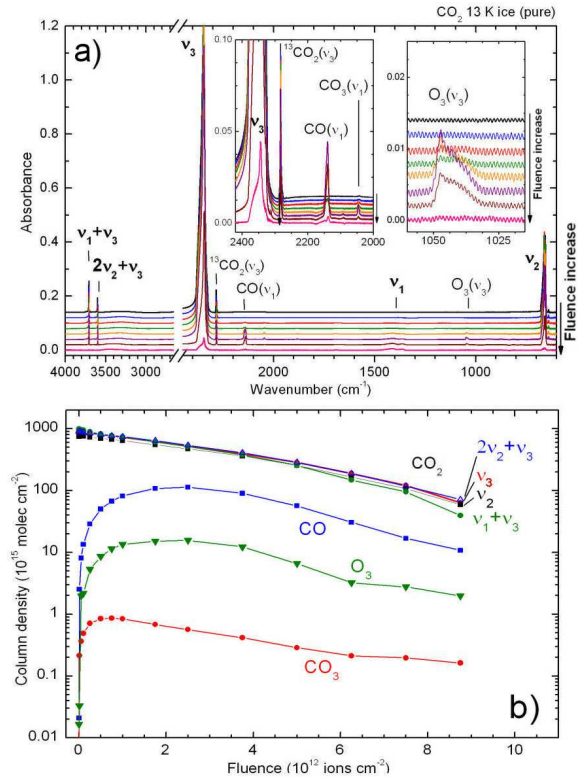 CO₂ 13 K ice (pure)
a)
ν₃
1.2
1.0
0.8
0.6
0.4
0.2
0.0
Absorbance
0.10
0.05
0.00
¹³CO₂(ν₃)
CO₃(ν₁)
ν₃
CO(ν₁)
2400 2200 2000
0.02
0.01
0.00
O₃(ν₃)
Fluence increase
1050 1025
ν₁+ν₃
2ν₂+ν₃
¹³CO₂(ν₃)
CO(ν₁)
ν₁
O₃(ν₃)
ν₂
Fluence increase
4000 3500 3000 2000 1500 1000
Wavenumber (cm⁻¹)
1000
100
10
1
0.1
0.01
Column density (10¹⁵ molec cm⁻²)
CO₂
2ν₂+ν₃
ν₃
ν₂
ν₁+ν₃
CO
O₃
CO₃
b)
0 2 4 6 8 10
Fluence (10¹² ions cm⁻²)